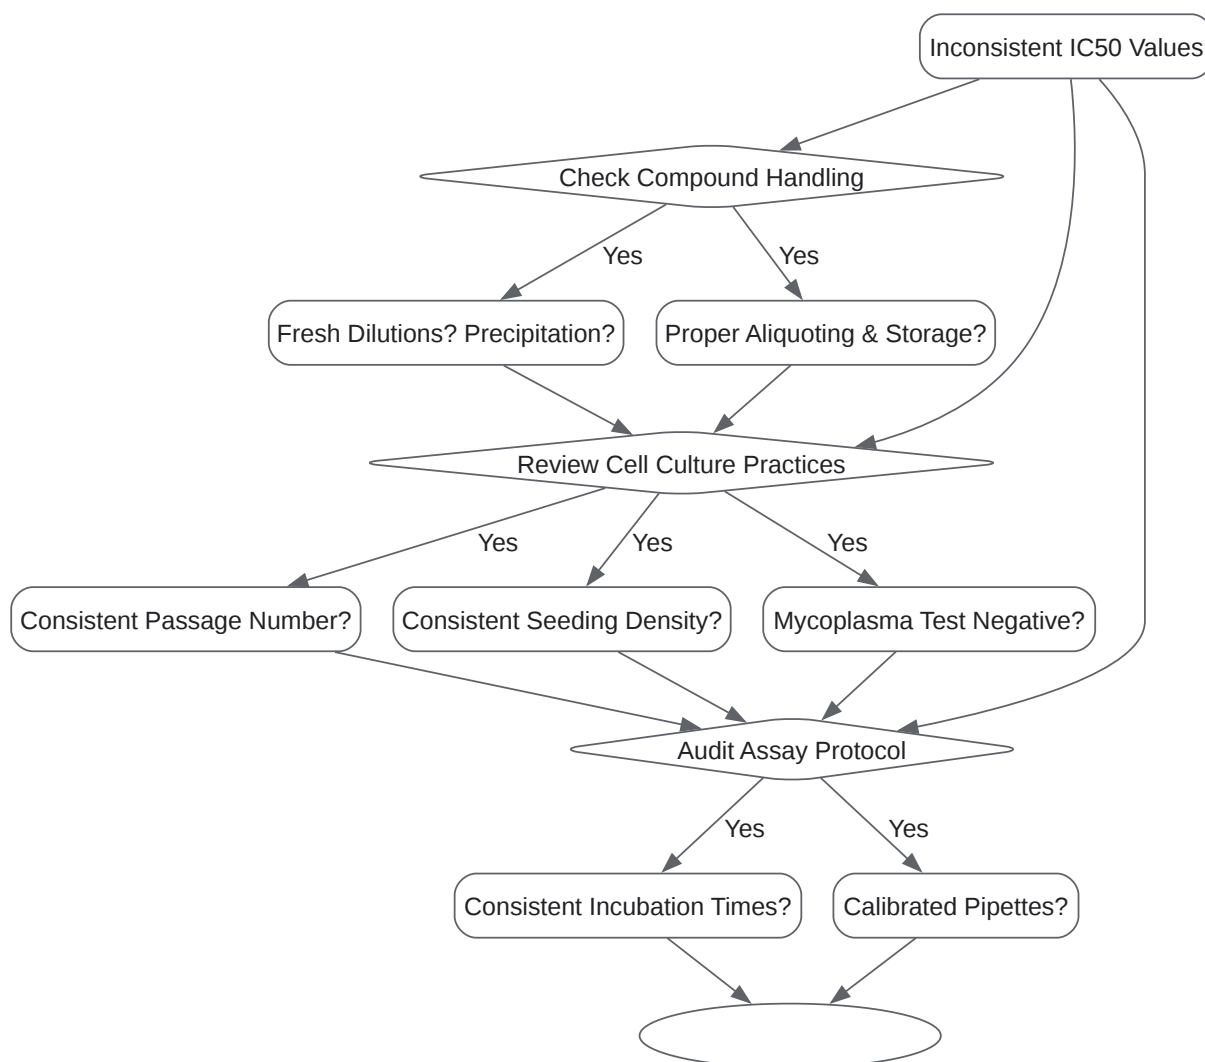 Inconsistent IC50 Values
Check Compound Handling
Yes
Yes
Fresh Dilutions? Precipitation?
Proper Aliquoting & Storage?
Review Cell Culture Practices
Yes
Yes
Yes
Consistent Passage Number?
Consistent Seeding Density?
Mycoplasma Test Negative?
Audit Assay Protocol
Yes
Yes
Consistent Incubation Times?
Calibrated Pipettes?